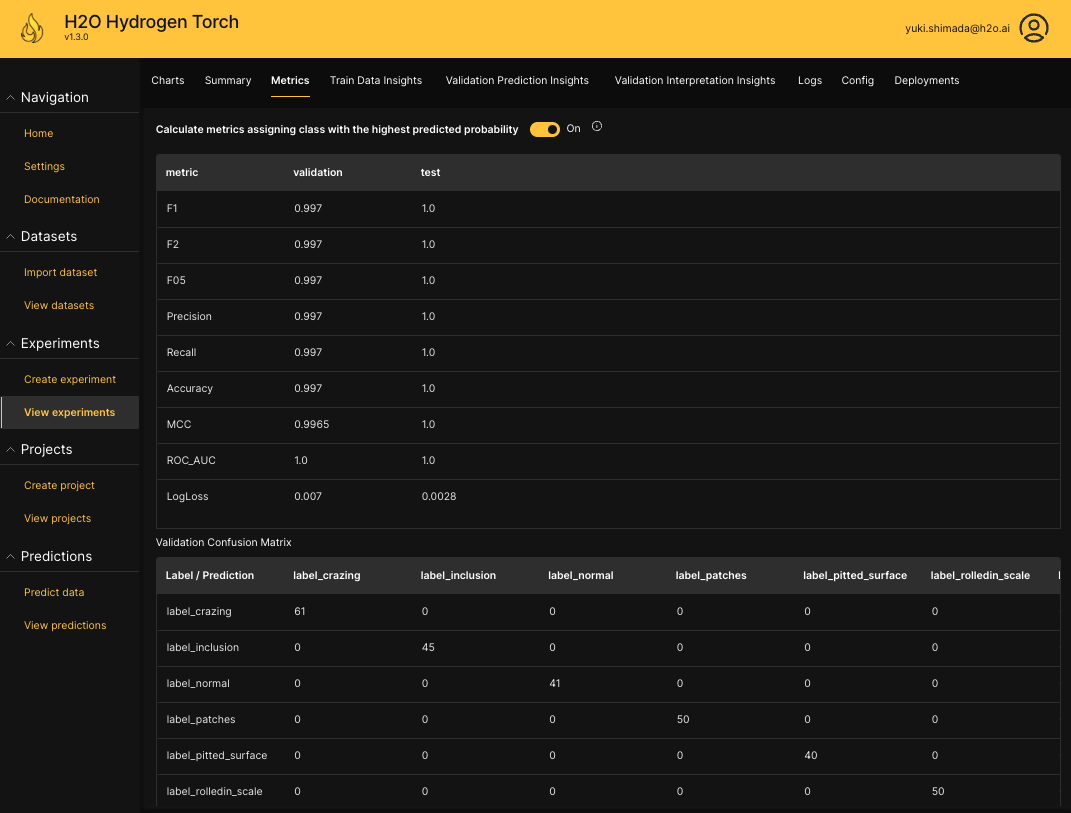 H2O Hydrogen Torch
v1.3.0
yuki.shimada@h2o.ai
Navigation
Home
Settings
Documentation
Datasets
Import dataset
View datasets
Experiments
Create experiment
View experiments
Projects
Create project
View projects
Predictions
Predict data
View predictions
Charts Summary Metrics Train Data Insights Validation Prediction Insights Validation Interpretation Insights Logs Config Deployments
Calculate metrics assigning class with the highest predicted probability On
metric validation test
F1 0.997 1.0
F2 0.997 1.0
F05 0.997 1.0
Precision 0.997 1.0
Recall 0.997 1.0
Accuracy 0.997 1.0
MCC 0.9965 1.0
ROC_AUC 1.0 1.0
LogLoss 0.007 0.0028
Validation Confusion Matrix
Label / Prediction label_crazing label_inclusion label_normal label_patches label_pitted_surface label_rolledin_scale
label_crazing 61 0 0 0 0 0
label_inclusion 0 45 0 0 0 0
label_normal 0 0 41 0 0 0
label_patches 0 0 0 50 0 0
label_pitted_surface 0 0 0 0 40 0
label_rolledin_scale 0 0 0 0 0 50